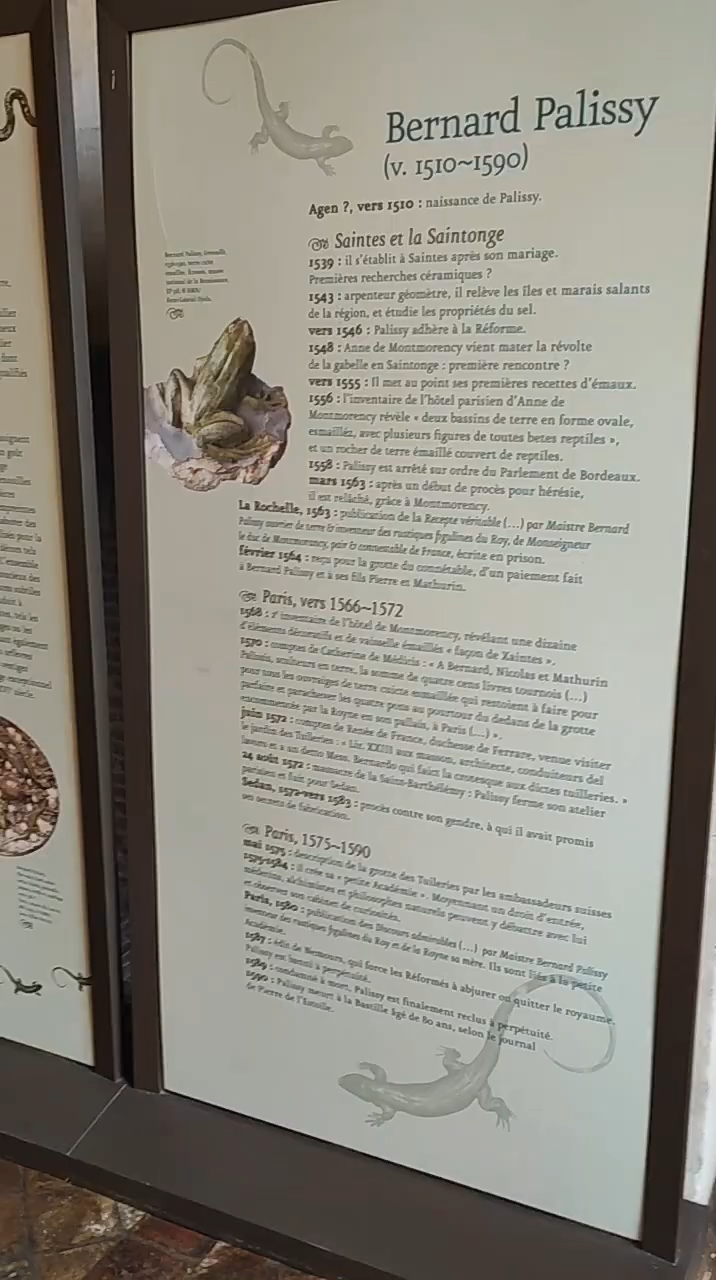 Bernard Palissy
(v. 1510~1590)
Agen ?, vers 1510 : naissance de Palissy.
Saintes et la Saintonge
1539 : il s'établit à Saintes après son mariage.
Premières recherches céramiques ?
1543 : arpenteur géomètre, il relève les îles et marais salants
de la région, et étudie les propriétés du sel.
vers 1546 : Palissy adhère à la Réforme.
1548 : Anne de Montmorency vient mater la révolte
de la gabelle en Saintonge : première rencontre ?
vers 1555 : Il met au point ses premières recettes d'émaux.
1556 : l'inventaire de l'hôtel parisien d'Anne de
Montmorency révèle « deux bassins de terre en forme ovale,
esmailléz, avec plusieurs figures de toutes betes reptiles »,
et un rocher de terre émaillé couvert de reptiles.
1558 : Palissy est arrêté sur ordre du Parlement de Bordeaux.
mars 1563 : après un début de procès pour hérésie,
il est relâché, grâce à Montmorency.
La Rochelle, 1563 : publication de la Recepte véritable (...) par Maistre Bernard
Palissy ouvrier de terre & inventeur des rustiques figulines du Roy, de Monseigneur
le duc de Montmorancy, pair & connestable de France, écrite en prison.
février 1564 : reçu pour la grotte du connétable, d'un paiement fait
à Bernard Palissy et à ses fils Pierre et Mathurin.
Paris, vers 1566~1572
1568 : 2e inventaire de l'hôtel de Montmorency, révélant une dizaine
d'éléments décoratifs et de vaisselle émaillés « façon de Xaintes ».
1570 : comptes de Catherine de Médicis : « A Bernard, Nicolas et Mathurin
Palissis, sculteurs en terre, la somme de quatre cens livres tournois (...)
pour tous les ouvraiges de terre cuicte esmaillée qui restoient à faire pour
parfaire et parachever les quatre pons au pourtour du dedans de la grotte
encommencée par la Royne en son pallais, à Paris (...) ».
juin 1572 : comptes de Renée de France, duchesse de Ferrare, venue visiter
le jardin des Tuileries : « Liv. XXIII aux masson, architecte, conduiteurs del
et a un demo Mess. Bernardo qui faict la crotesque aux dictes tuilleries. »
24 août 1572 : massacre de la Saint-Barthélémy : Palissy ferme son atelier
parisien et fuit pour Sedan.
Sedan, 1572-vers 1583 : procès contre son gendre, à qui il avait promis
ses secrets de fabrication.
Paris, 1575~1590
mai 1575 : description de la grotte des Tuileries par les ambassadeurs suisses
1575-1584 : il crée sa « petite Académie ». Moyennant un droit d'entrée,
médecins, alchimistes et philosophes naturels peuvent y débattre avec lui
et observer son cabinet de curiosités.
Paris, 1580 : publication des Discours admirables (...) par Maistre Bernard Palissy
inventeur des rustiques figulines du Roy et de la Royne sa mère. Ils sont liés à la petite
Académie.
1587 : édit de Nemours, qui force les Réformés à abjurer ou quitter le royaume.
Palissy est banni à perpétuité.
1589 : condamné à mort, Palissy est finalement reclus à perpétuité.
1590 : Palissy meurt à la Bastille âgé de 80 ans, selon le journal
de Pierre de l'Estoile.